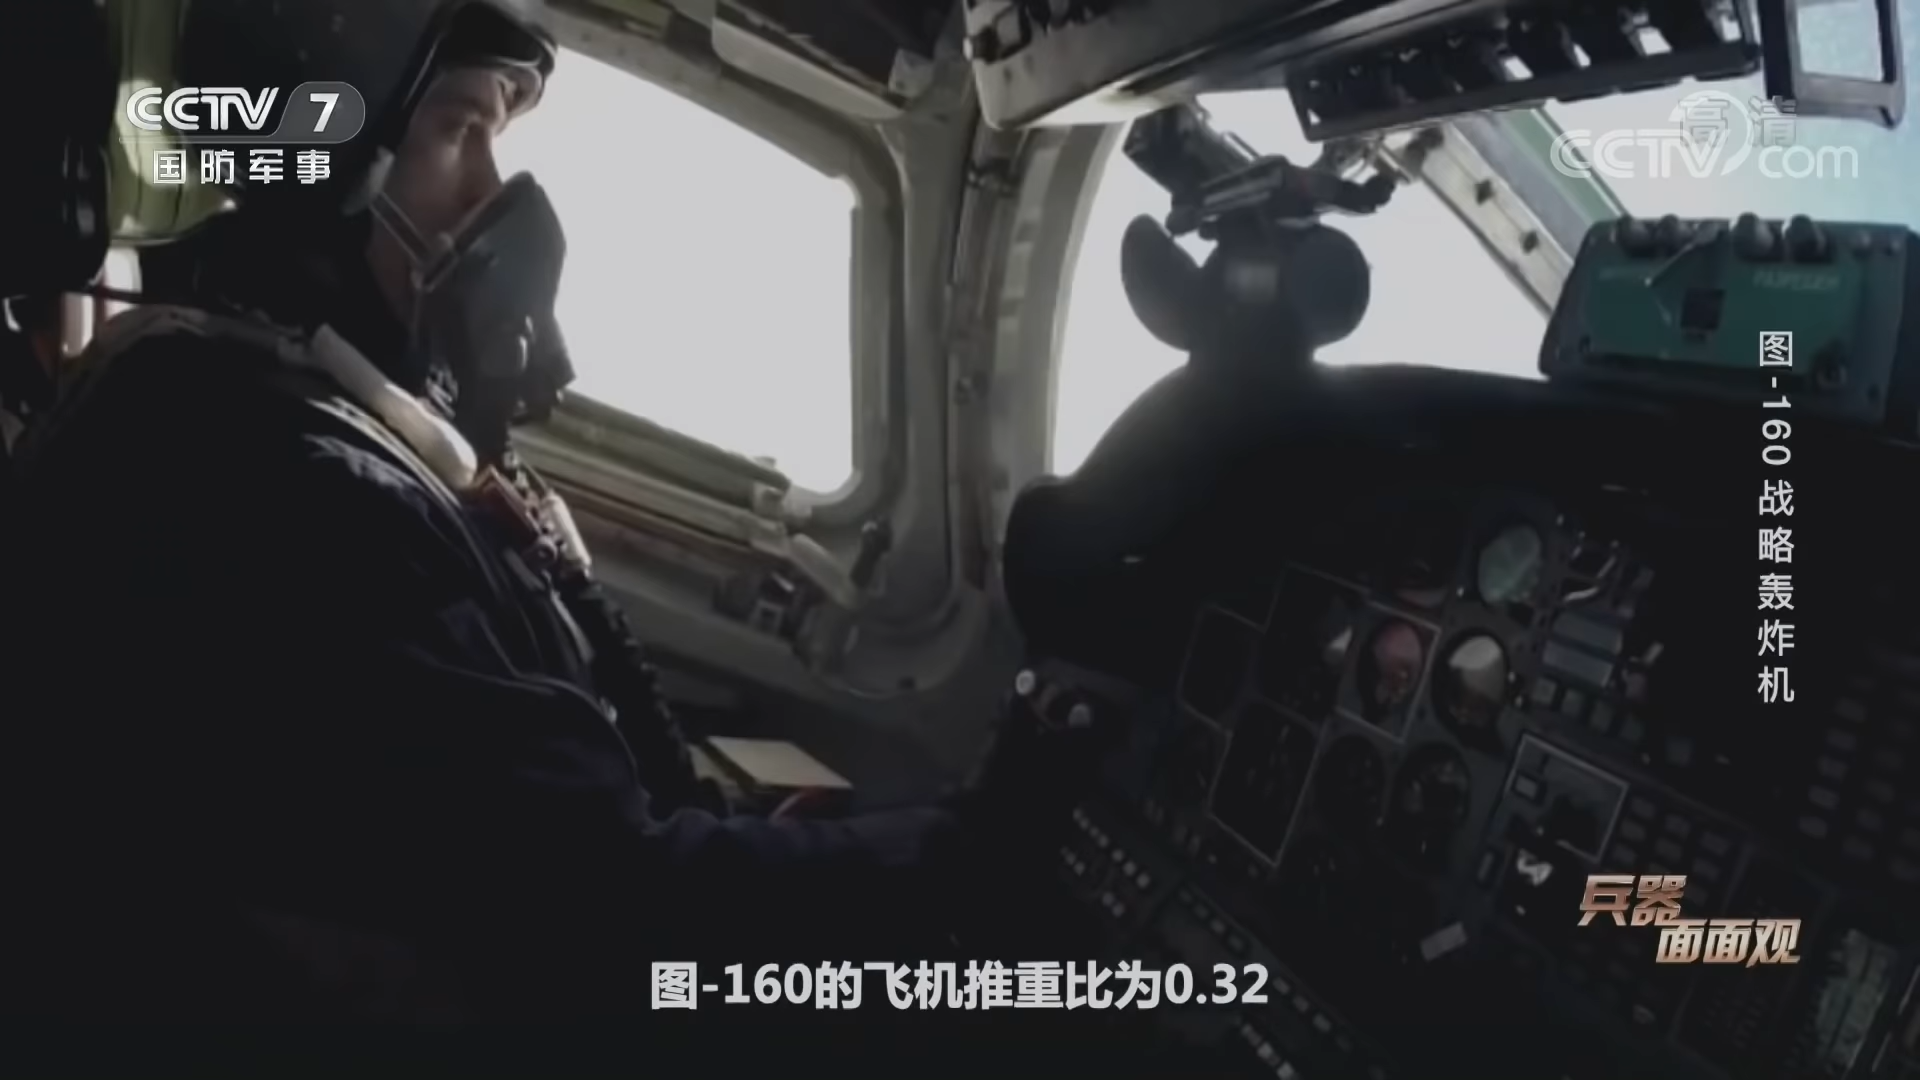 CCTV 7
国防军事
高清
CCTV.com
图-160战略轰炸机
兵器
面面观
图-160的飞机推重比为0.32